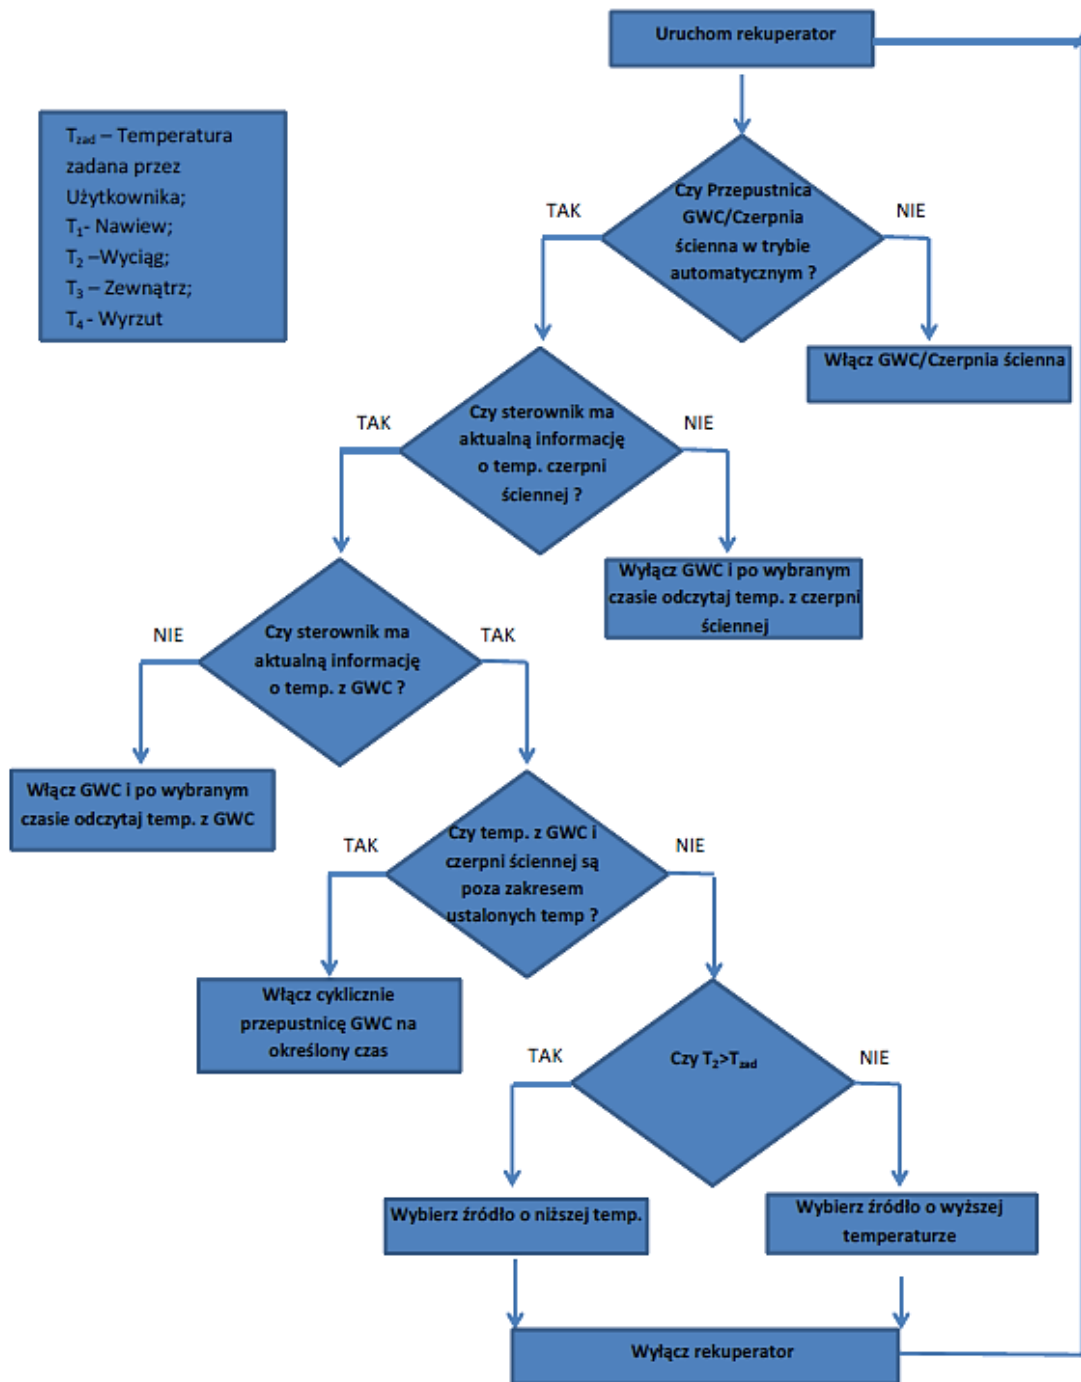 Uruchom rekuperator
T_zad – Temperatura
zadana przez
Użytkownika;
T₁- Nawiew;
T₂ –Wyciąg;
T₃ – Zewnątrz;
T₄ - Wyrzut
Czy Przepustnica
GWC/Czerpnia
ścienna w trybie
automatycznym ?
TAK
NIE
Włącz GWC/Czerpnia ścienna
Czy sterownik ma
aktualną informację
o temp. czerpni
ściennej ?
TAK
NIE
Wyłącz GWC i po wybranym
czasie odczytaj temp. z czerpni
ściennej
Czy sterownik ma
aktualną informację
o temp. z GWC ?
NIE
TAK
Włącz GWC i po wybranym
czasie odczytaj temp. z GWC
Czy temp. z GWC i
czerpni ściennej są
poza zakresem
ustalonych temp ?
TAK
NIE
Włącz cyklicznie
przepustnicę GWC na
określony czas
Czy T₂>T_zad
TAK
NIE
Wybierz źródło o niższej temp.
Wybierz źródło o wyższej
temperaturze
Wyłącz rekuperator